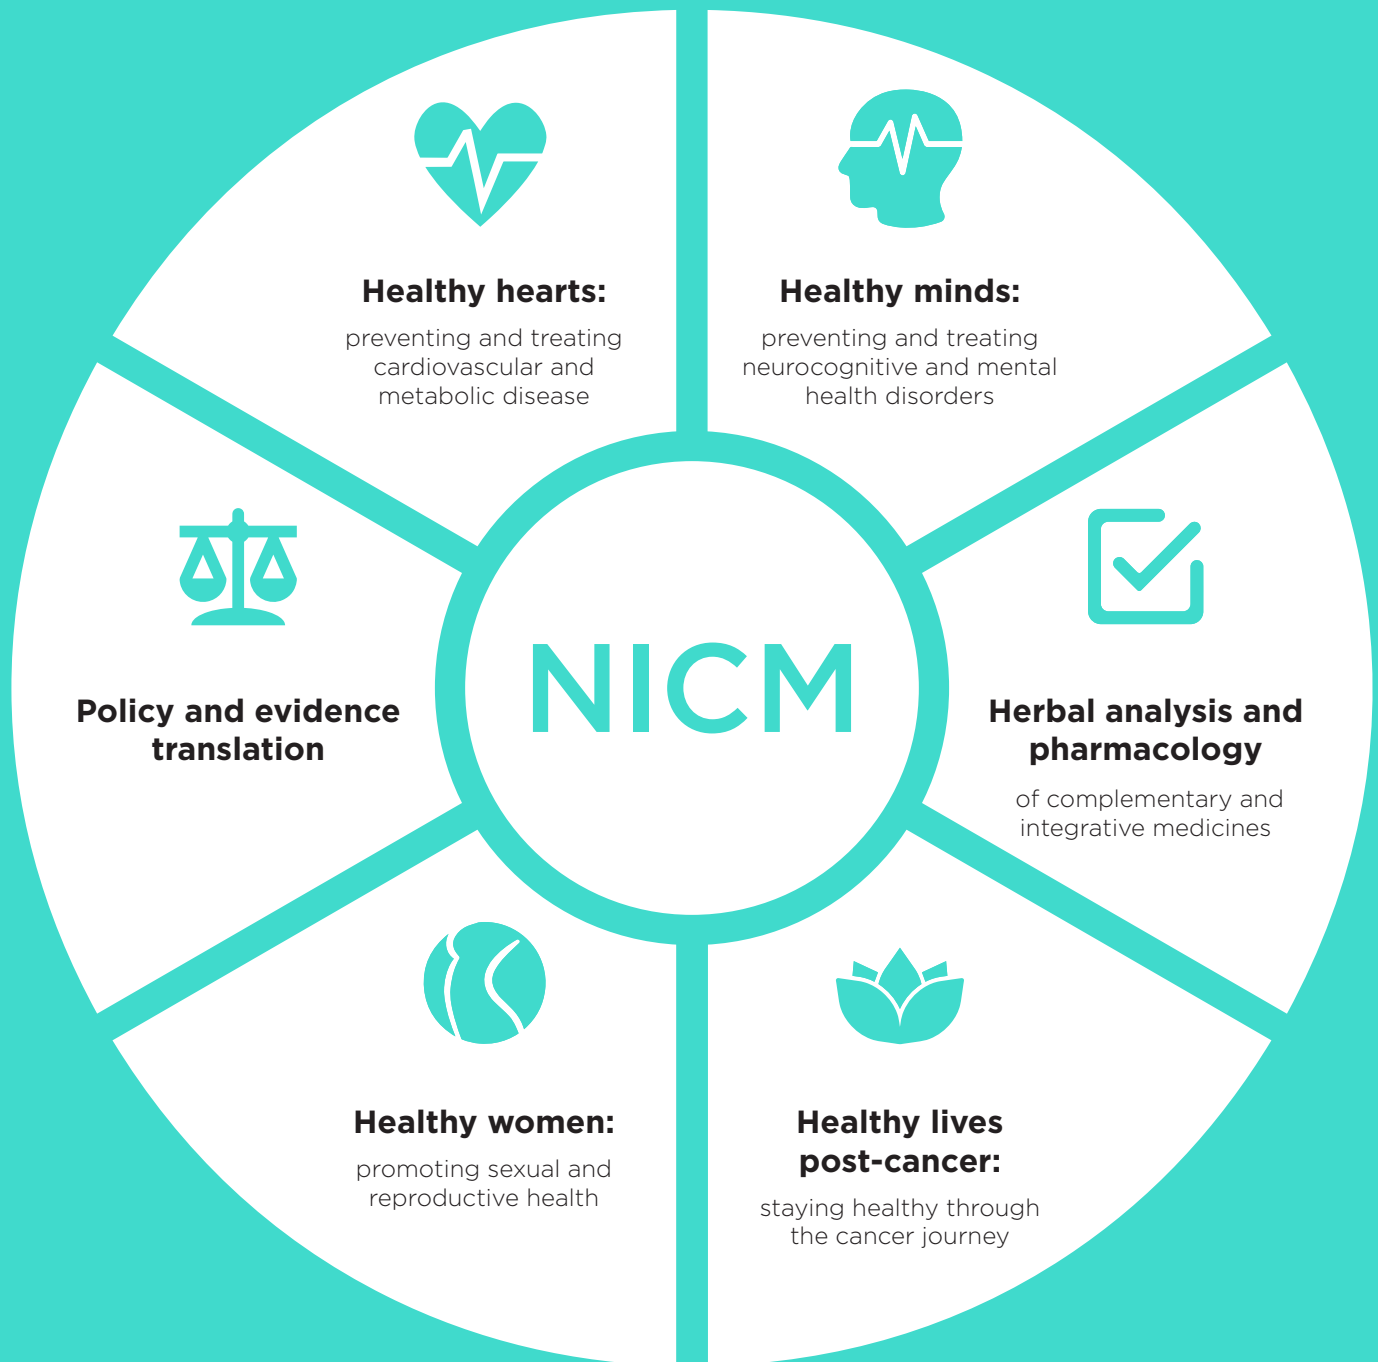 Healthy hearts:
preventing and treating
cardiovascular and
metabolic disease
Healthy minds:
preventing and treating
neurocognitive and mental
health disorders
Policy and evidence
translation
NICM
Herbal analysis and
pharmacology
of complementary and
integrative medicines
Healthy women:
promoting sexual and
reproductive health
Healthy lives
post-cancer:
staying healthy through
the cancer journey